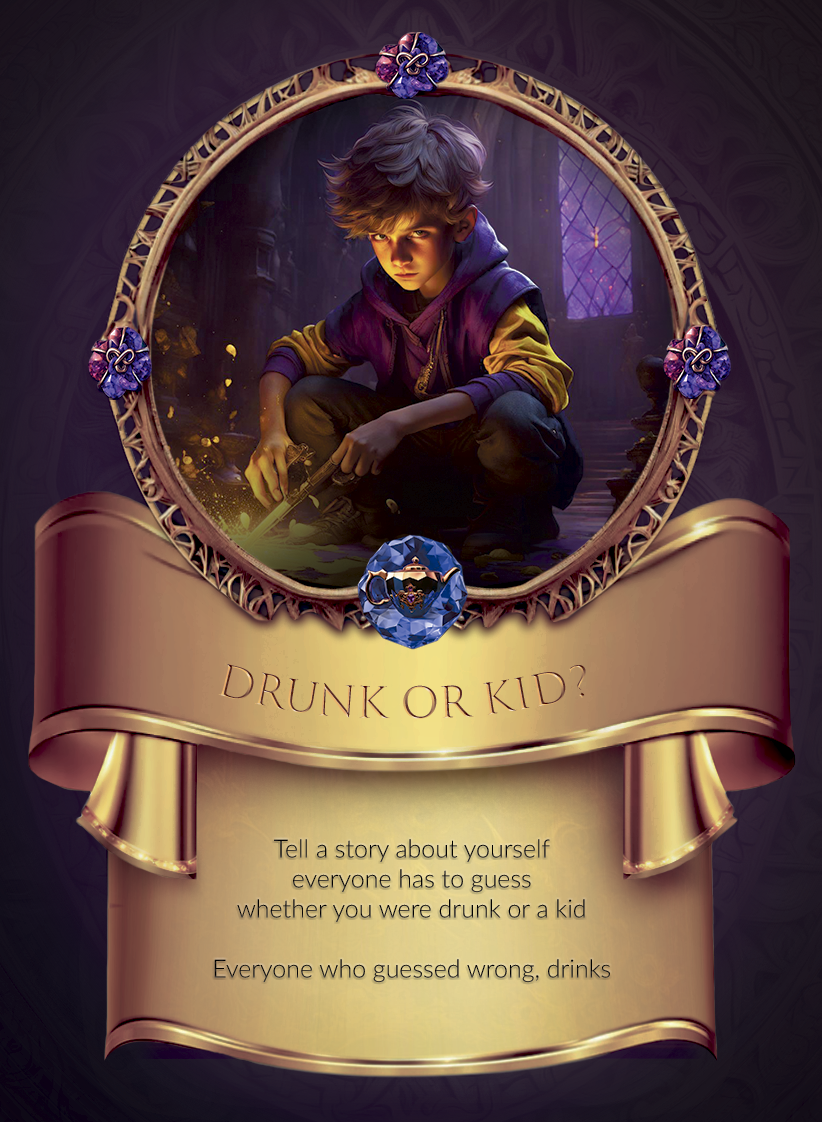 DRUNK OR KID?
Tell a story about yourself
everyone has to guess
whether you were drunk or a kid
Everyone who guessed wrong, drinks